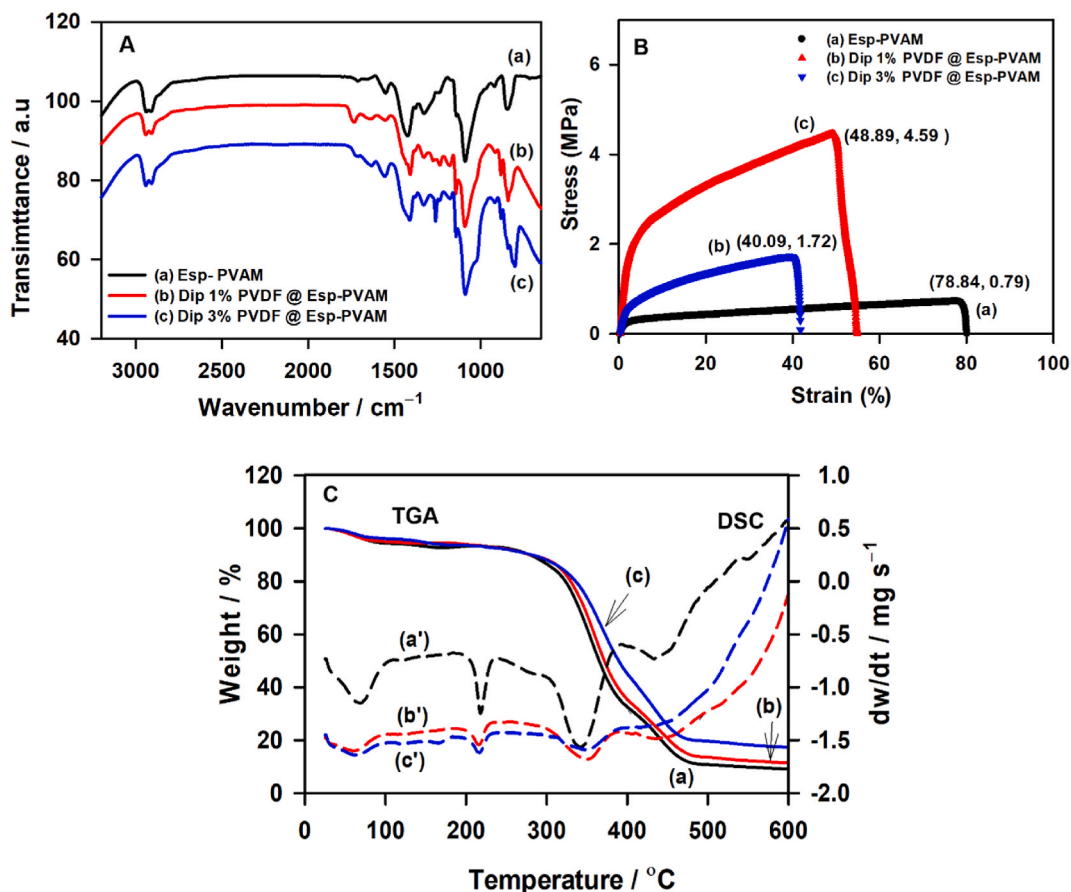 A
120
100
80
60
40
Transimttance / a.u
(a)
(b)
(c)
(a) Esp- PVAM
(b) Dip 1% PVDF @ Esp-PVAM
(c) Dip 3% PVDF @ Esp-PVAM
3000 2500 2000 1500 1000
Wavenumber / cm⁻¹
B
(a) Esp-PVAM
(b) Dip 1% PVDF @ Esp-PVAM
(c) Dip 3% PVDF @ Esp-PVAM
6
4
2
0
Stress (MPa)
(c)
(48.89, 4.59 )
(b) (40.09, 1.72)
(78.84, 0.79)
(a)
0 20 40 60 80 100
Strain (%)
C
120
100
80
60
40
20
0
Weight / %
TGA
DSC
(c)
(a')
(b')
(c')
(b)
(a)
1.0
0.5
0.0
-0.5
-1.0
-1.5
-2.0
dw/dt / mg s⁻¹
0 100 200 300 400 500 600
Temperature / °C